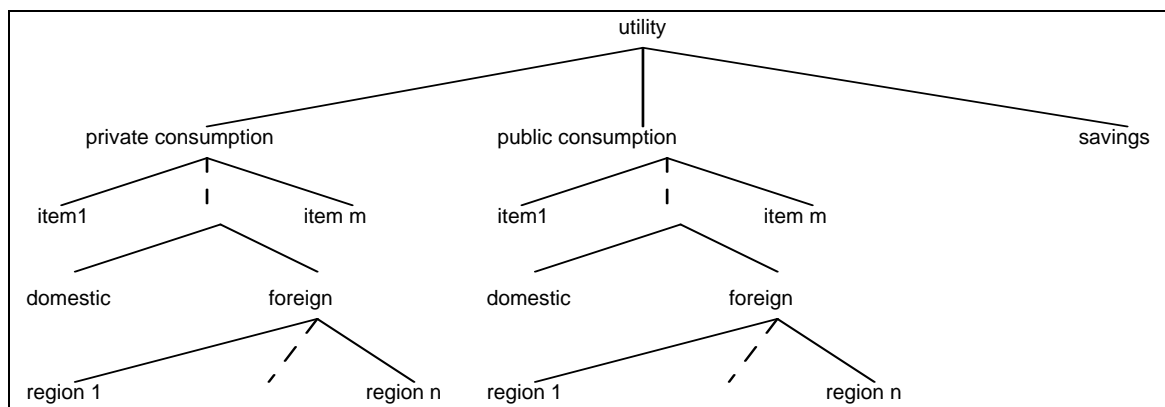 utility
private consumption public consumption savings
item1 item m item1 item m
domestic foreign domestic foreign
region 1 region n region 1 region n